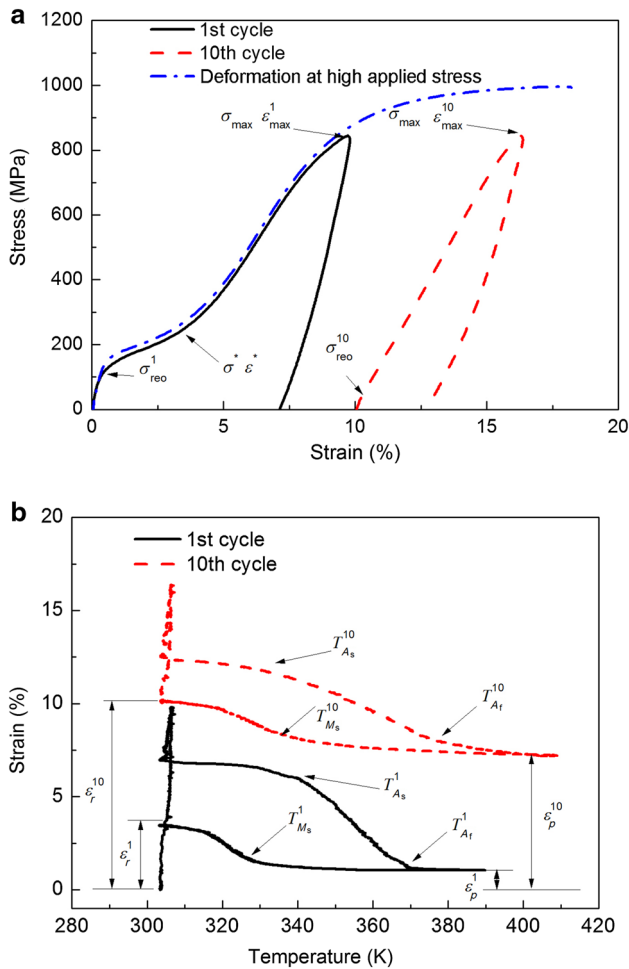 a
1st cycle
10th cycle
Deformation at high applied stress
1200
1000
800
600
400
200
0
Stress (MPa)
σmax ε¹max
σmax ε¹⁰max
σ¹reo
σ* ε*
σ¹⁰reo
0 5 10 15 20
Strain (%)
b
1st cycle
10th cycle
20
15
10
5
0
Strain (%)
T¹⁰As
T¹⁰Ms
T¹⁰Af
T¹As
T¹Ms
T¹Af
ε¹⁰r
ε¹r
ε¹⁰p
ε¹p
280 300 320 340 360 380 400 420
Temperature (K)